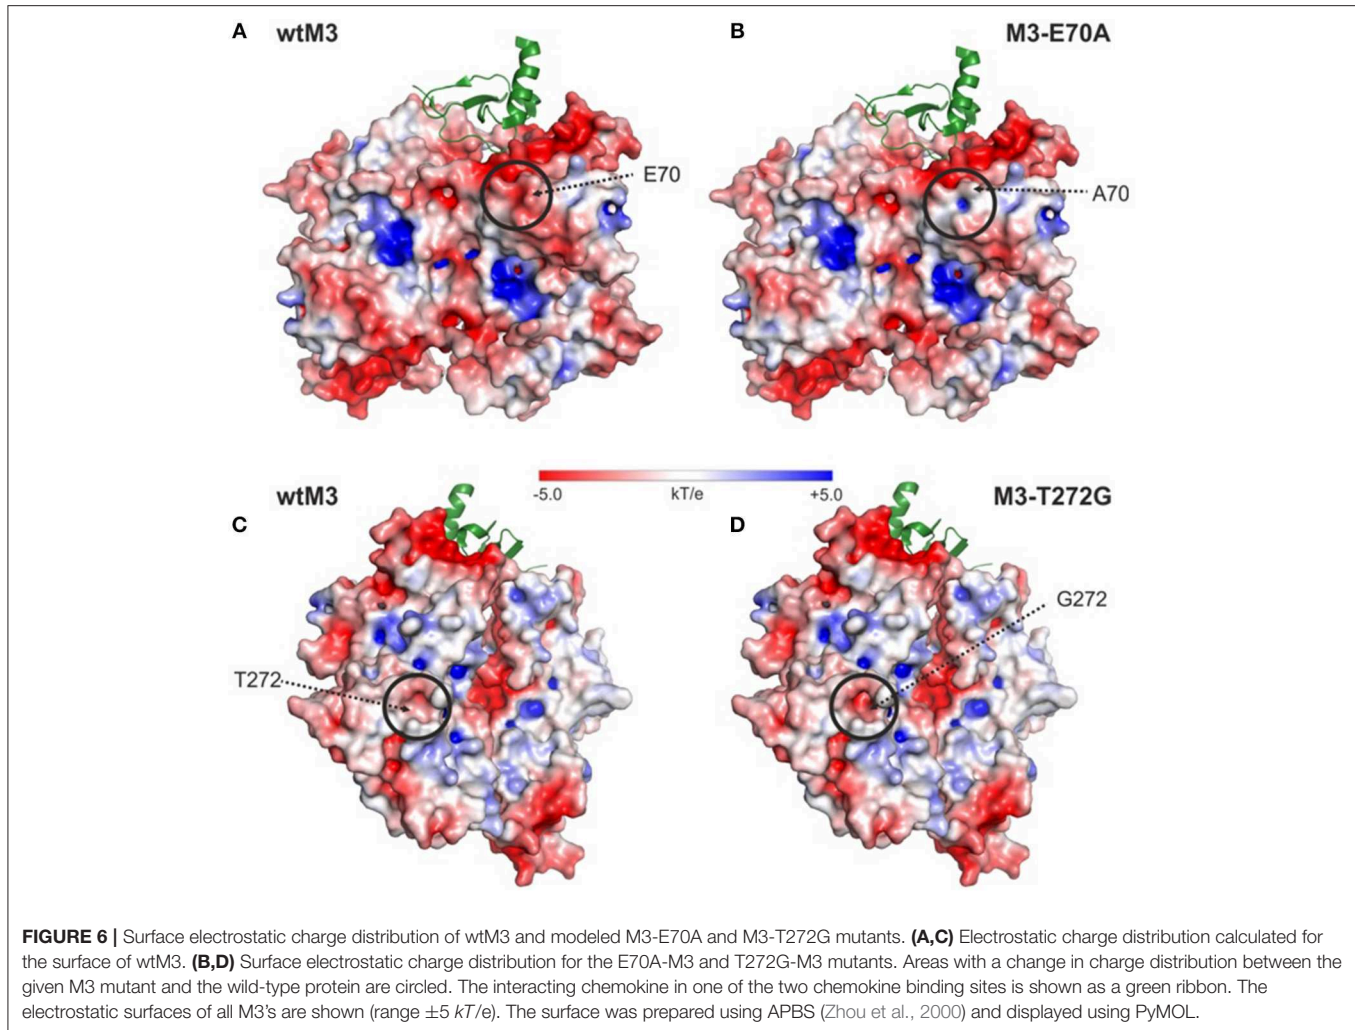 A wtM3
B M3-E70A
E70
A70
wtM3 M3-T272G
-5.0 kT/e +5.0
C
D
G272
T272
FIGURE 6 | Surface electrostatic charge distribution of wtM3 and modeled M3-E70A and M3-T272G mutants. (A,C) Electrostatic charge distribution calculated for
the surface of wtM3. (B,D) Surface electrostatic charge distribution for the E70A-M3 and T272G-M3 mutants. Areas with a change in charge distribution between the
given M3 mutant and the wild-type protein are circled. The interacting chemokine in one of the two chemokine binding sites is shown as a green ribbon. The
electrostatic surfaces of all M3's are shown (range ±5 kT/e). The surface was prepared using APBS (Zhou et al., 2000) and displayed using PyMOL.